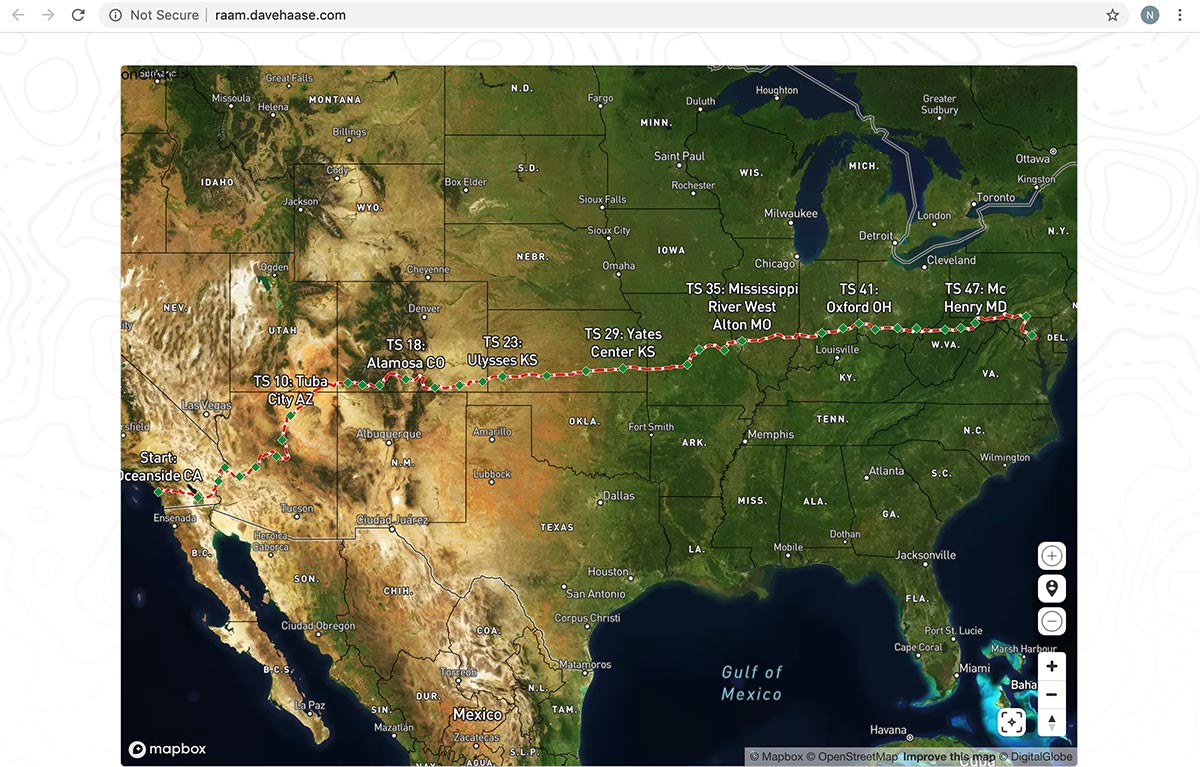 Not Secure
raam.davehaase.com
Great Falls
N.D.
Fargo
Duluth
Houghton
Greater
Sudbury
Missoula
Helena
MONTANA
MINN.
Billings
Saint Paul
WIS.
MICH.
Ottawa
IDAHO
Cody
Box Elder
S.D.
Rochester
Kingston
Jackson
WYO.
Sioux Falls
Milwaukee
London
Toronto
Sioux City
Detroit
N.Y.
Ogden
Cheyenne
NEBR.
Omaha
IOWA
Chicago
Cleveland
NEV.
Denver
TS 35: Mississippi
River West
Alton MO
TS 41:
Oxford OH
TS 47: Mc
Henry MD
UTAH
TS 18:
Alamosa CO
TS 23:
Ulysses KS
TS 29: Yates
Center KS
Louisville
W.VA.
DEL.
TS 10: Tuba
City AZ
KY.
VA.
Las Vegas
Albuquerque
Amarillo
OKLA.
Fort Smith
ARK.
Memphis
TENN.
N.C.
Start:
Oceanside CA
N.M.
Lubbock
Atlanta
S.C.
Wilmington
Ensenada
Tucson
Ciudad Juárez
Dallas
MISS.
ALA.
GA.
Heroica
Caborca
TEXAS
LA.
Mobile
Dothan
Jacksonville
B.C.
SON.
CHIH.
Houston
San Antonio
FLA.
Ciudad Obregón
COA.
Corpus Christi
Port St. Lucie
Cape Coral
Marsh Harbour
B.C.S.
Torreón
Matamoros
Gulf of
Mexico
Miami
Baha
La Paz
SIN.
DUR.
N.L.
TAM.
Mazatlán
Mexico
Zacatecas
Havana
S.L.P.
AGU.
mapbox
© Mapbox © OpenStreetMap Improve this map © DigitalGlobe
Cuba
N